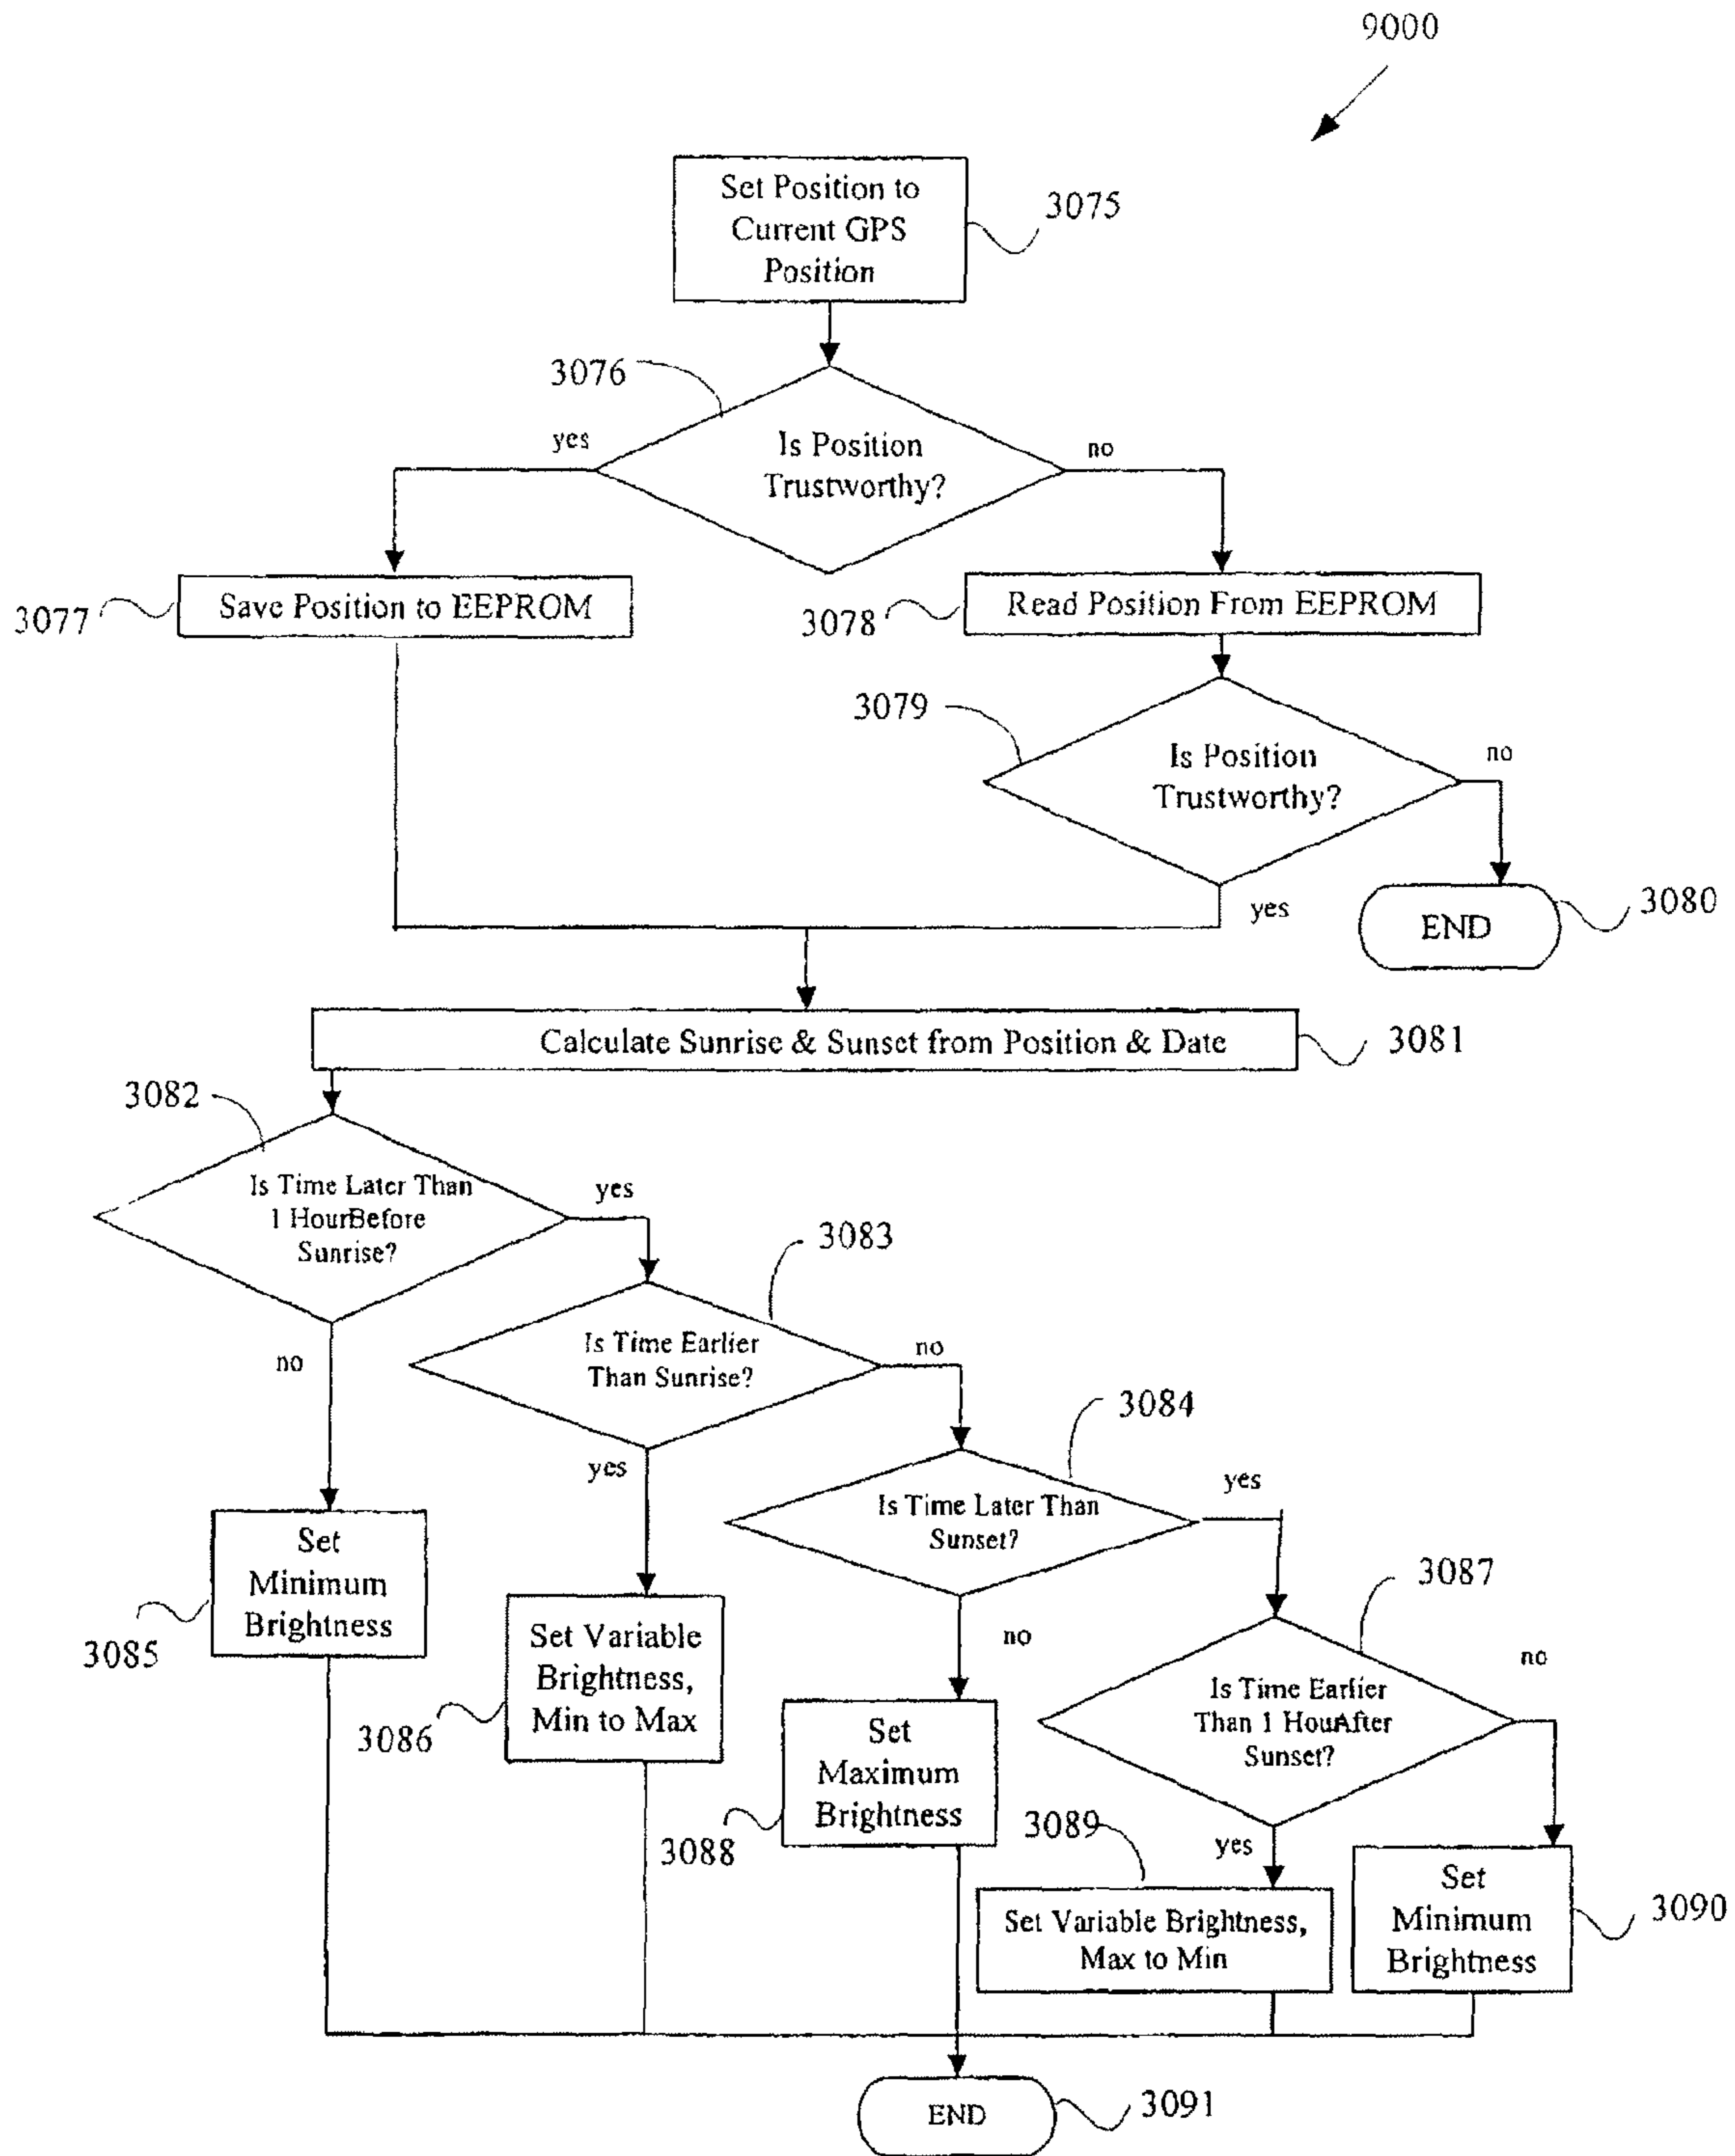 9000
Set Position to
Current GPS
Position
3075
3076
yes
Is Position
Trustworthy?
no
3077
Save Position to EEPROM
3078
Read Position From EEPROM
3079
Is Position
Trustworthy?
no
yes
END
3080
Calculate Sunrise & Sunset from Position & Date
3081
3082
Is Time Later Than
1 HourBefore
Sunrise?
yes
no
3083
Is Time Earlier
Than Sunrise?
no
yes
3084
Is Time Later Than
Sunset?
yes
no
3087
Is Time Earlier
Than 1 HourAfter
Sunset?
no
yes
Set
Minimum
Brightness
3085
Set Variable
Brightness,
Min to Max
3086
Set
Maximum
Brightness
3088
3089
Set Variable Brightness,
Max to Min
Set
Minimum
Brightness
3090
END
3091